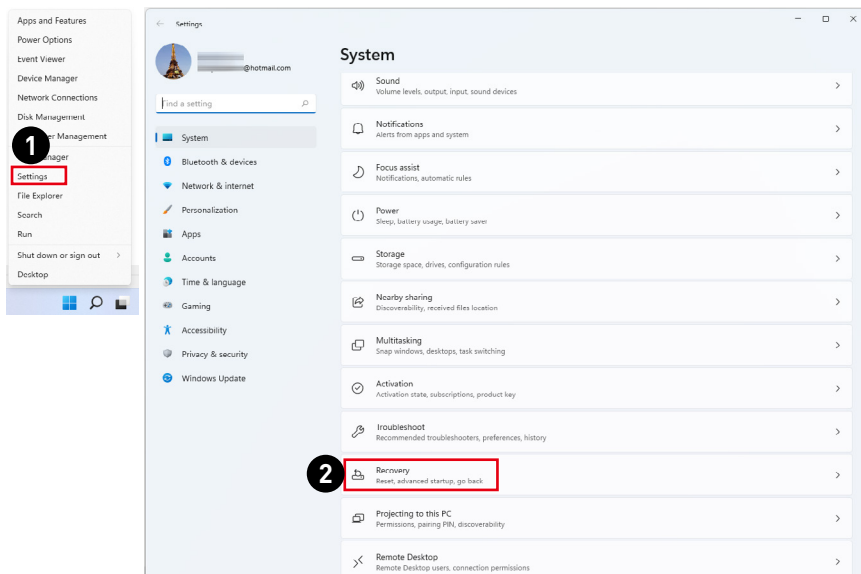 Apps and Features
Power Options
Event Viewer
Device Manager
Network Connections
Disk Management
Management
1
Settings
File Explorer
Search
Run
Shut down or sign out
Desktop
Settings
@hotmail.com
Find a setting
System
Bluetooth & devices
Network & internet
Personalization
Apps
Accounts
Time & language
Gaming
Accessibility
Privacy & security
Windows Update
System
Sound
Volume levels, output, input, sound devices
Notifications
Alerts from apps and system
Focus assist
Notifications, automatic rules
Power
Sleep, battery usage, battery saver
Storage
Storage space, drives, configuration rules
Nearby sharing
Discoverability, received files location
Multitasking
Snap windows, desktops, task switching
Activation
Activation state, subscriptions, product key
Troubleshoot
Recommended troubleshooters, preferences, history
2
Recovery
Reset, advanced startup, go back
Projecting to this PC
Permissions, pairing PIN, discoverability
Remote Desktop
Remote Desktop users, connection permissions